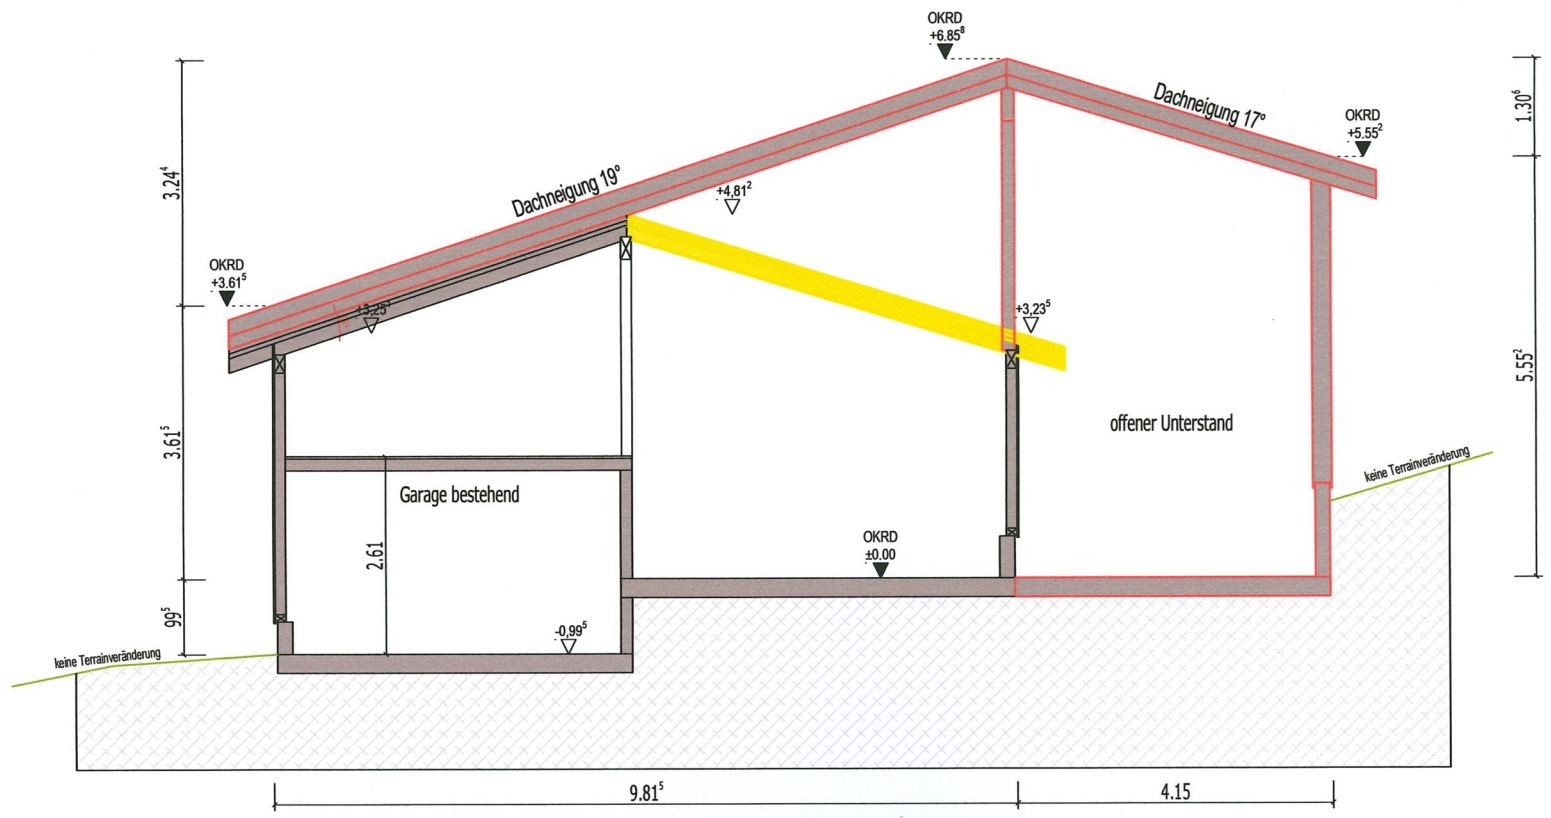 OKRD
+6.85⁸
Dachneigung 17°
1.30⁶
OKRD
+5.55²
3.24⁴
Dachneigung 19°
+4,81²
OKRD
+3.61⁵
+3,25
+3,23⁵
5.55²
offener Unterstand
3.61⁵
keine Terrainveränderung
Garage bestehend
2.61
OKRD
±0.00
99⁵
-0,99⁵
keine Terrainveränderung
9.81⁵
4.15